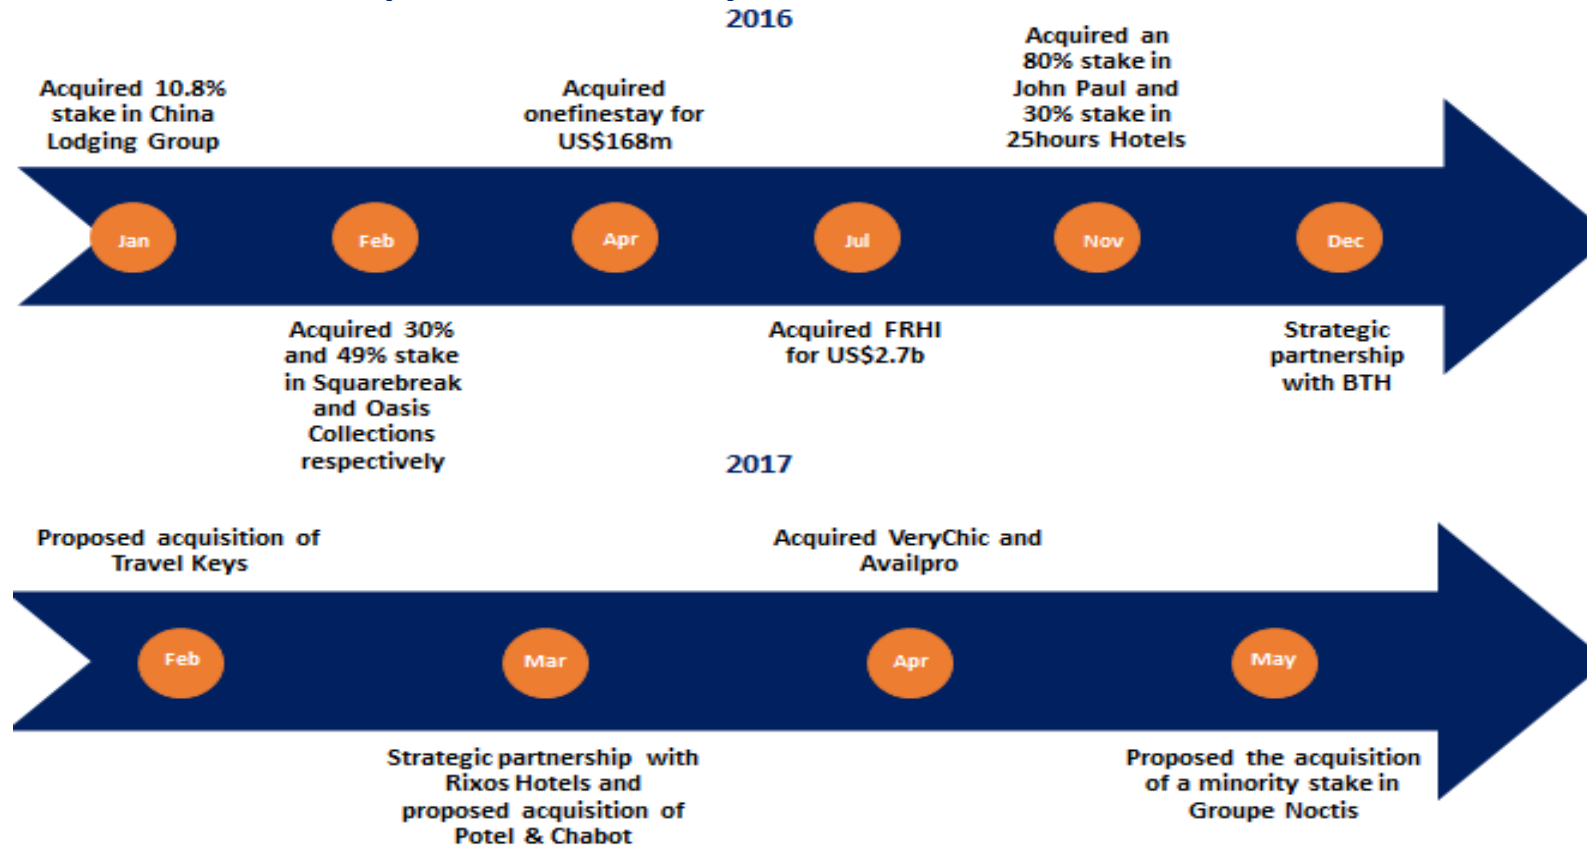 2016
Acquired 10.8%
stake in China
Lodging Group
Acquired
onefinestay for
US$168m
Acquired an
80% stake in
John Paul and
30% stake in
25hours Hotels
Jan
Feb
Apr
Jul
Nov
Dec
Acquired 30%
and 49% stake
in Squarebreak
and Oasis
Collections
respectively
Acquired FRHI
for US$2.7b
Strategic
partnership
with BTH
2017
Proposed acquisition of
Travel Keys
Acquired VeryChic and
Availpro
Feb
Mar
Apr
May
Strategic partnership with
Rixos Hotels and
proposed acquisition of
Potel & Chabot
Proposed the acquisition
of a minority stake in
Groupe Noctis